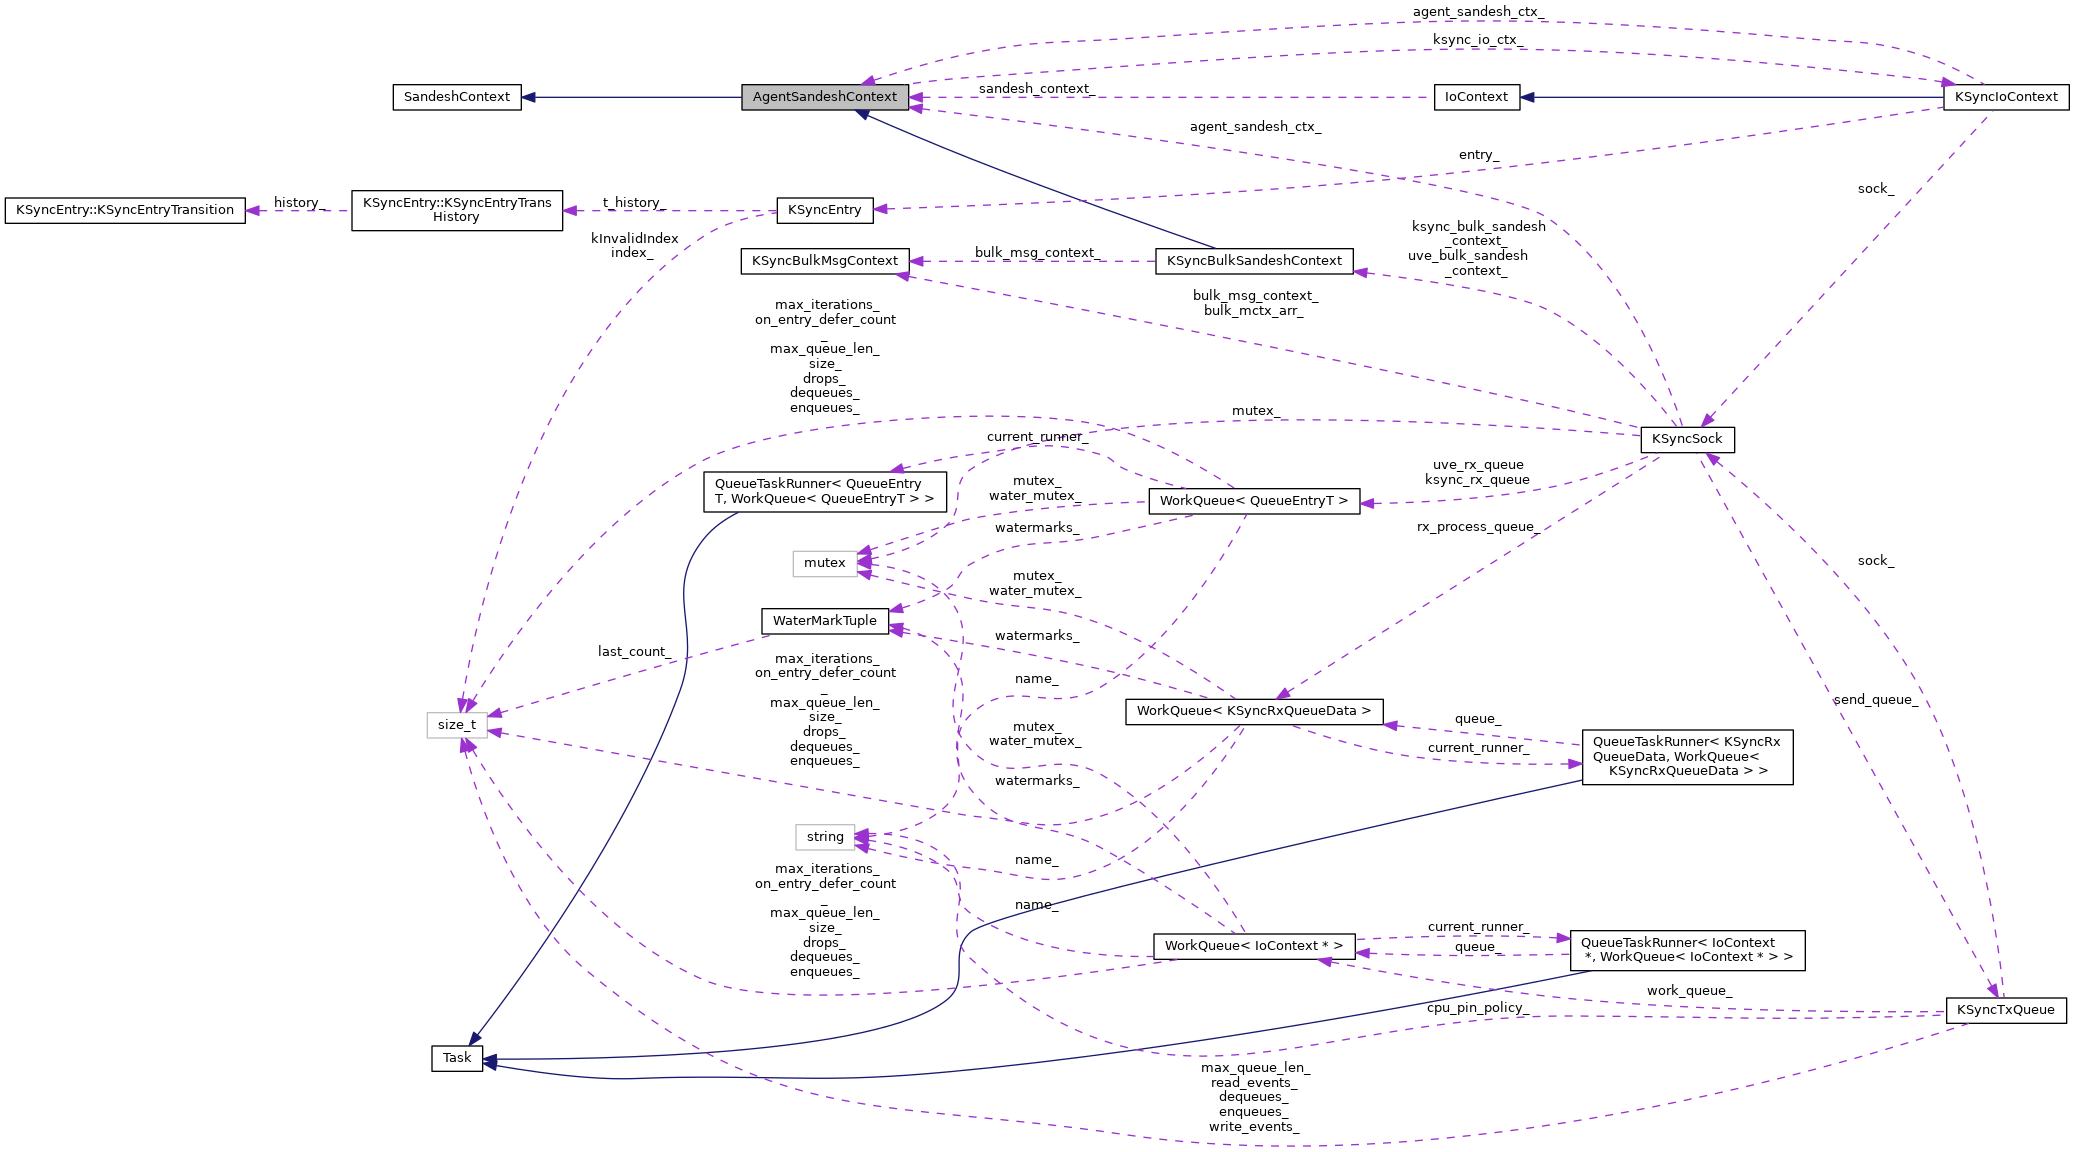 agent_sandesh_ctx_
ksync_io_ctx_
SandeshContext
AgentSandeshContext
sandesh_context_
IoContext
KSyncIoContext
agent_sandesh_ctx_
entry_
sock_
KSyncEntry::KSyncEntryTransition
history_
KSyncEntry::KSyncEntryTrans
History
t_history_
KSyncEntry
kInvalidIndex
index_
KSyncBulkMsgContext
bulk_msg_context_
KSyncBulkSandeshContext
ksync_bulk_sandesh
_context_
uve_bulk_sandesh
_context_
bulk_msg_context_
bulk_mctx_arr_
max_iterations_
on_entry_defer_count
_
max_queue_len_
size_
drops_
dequeues_
enqueues_
mutex_
KSyncSock
current_runner_
QueueTaskRunner< QueueEntry
T, WorkQueue< QueueEntryT > >
mutex_
water_mutex_
WorkQueue< QueueEntryT >
uve_rx_queue
ksync_rx_queue
watermarks_
rx_process_queue_
mutex
sock_
mutex_
water_mutex_
WaterMarkTuple
watermarks_
last_count_
max_iterations_
on_entry_defer_count
_
max_queue_len_
size_
drops_
dequeues_
enqueues_
name_
WorkQueue< KSyncRxQueueData >
send_queue_
size_t
mutex_
water_mutex_
queue_
current_runner_
QueueTaskRunner< KSyncRx
QueueData, WorkQueue<
KSyncRxQueueData > >
watermarks_
string
name_
max_iterations_
on_entry_defer_count
_
max_queue_len_
size_
drops_
dequeues_
enqueues_
name_
WorkQueue< IoContext * >
current_runner_
queue_
QueueTaskRunner< IoContext
*, WorkQueue< IoContext * > >
work_queue_
cpu_pin_policy_
KSyncTxQueue
Task
max_queue_len_
read_events_
dequeues_
enqueues_
write_events_